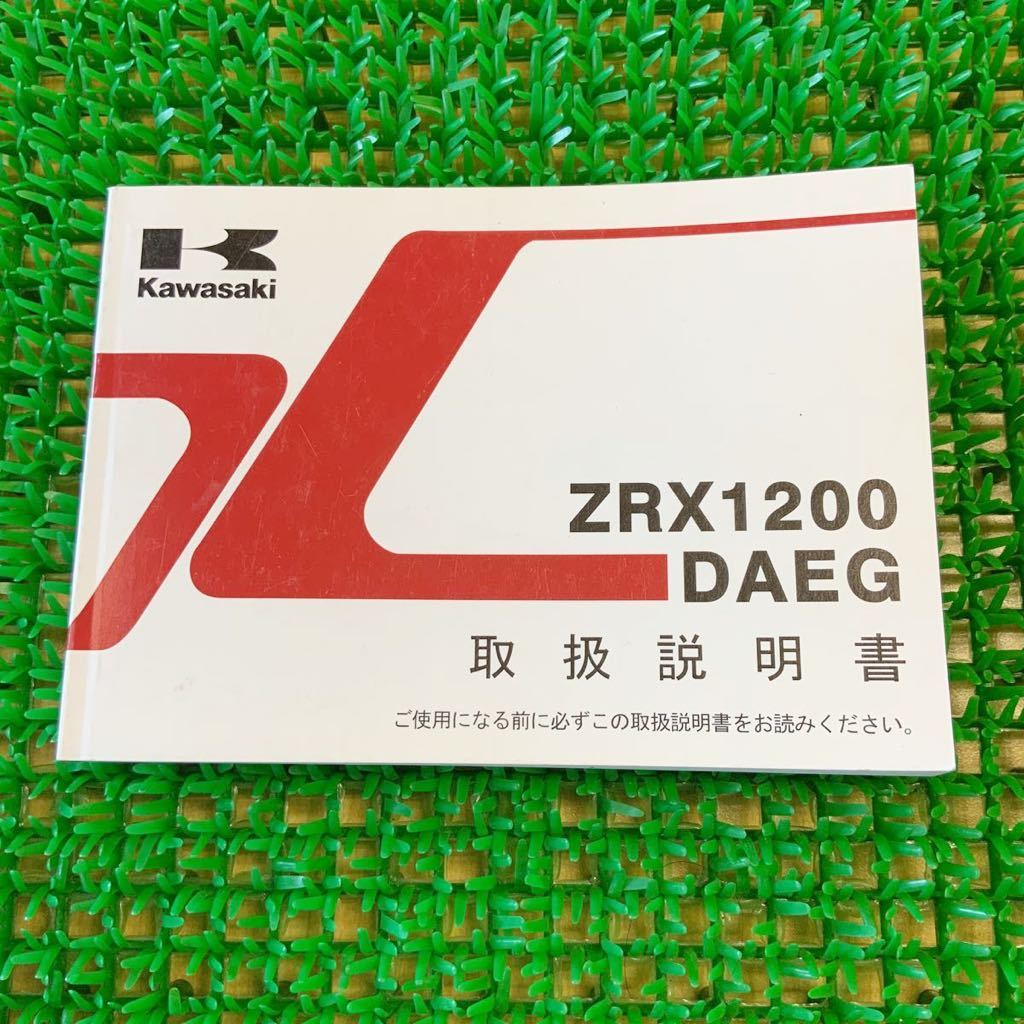 Kawasaki
ZRX1200
DAEG
取扱説明書
ご使用になる前に必ずこの取扱説明書をお読みください。